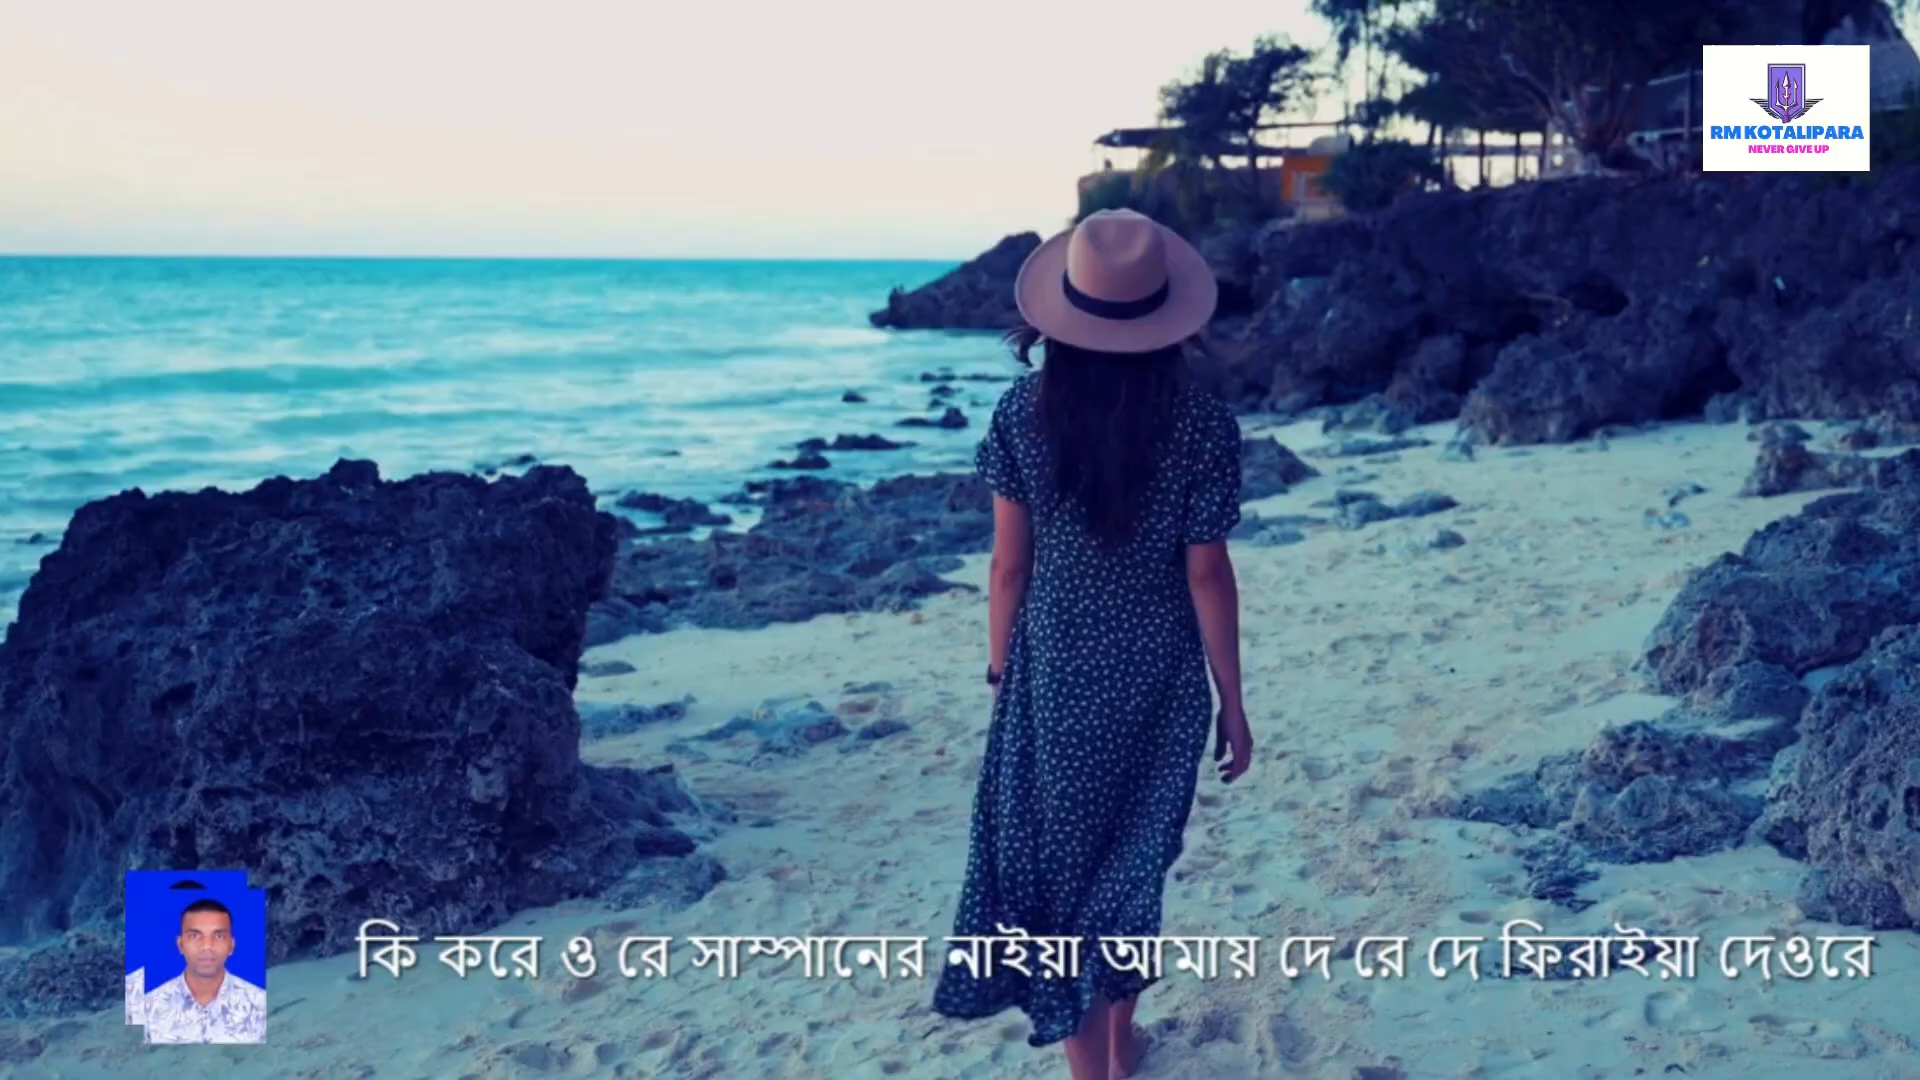 RM KOTALIPARA
NEVER GIVE UP
কি করে ও রে সাম্পানের নাইয়া আমায় দে রে দে ফিরাইয়া দেওরে